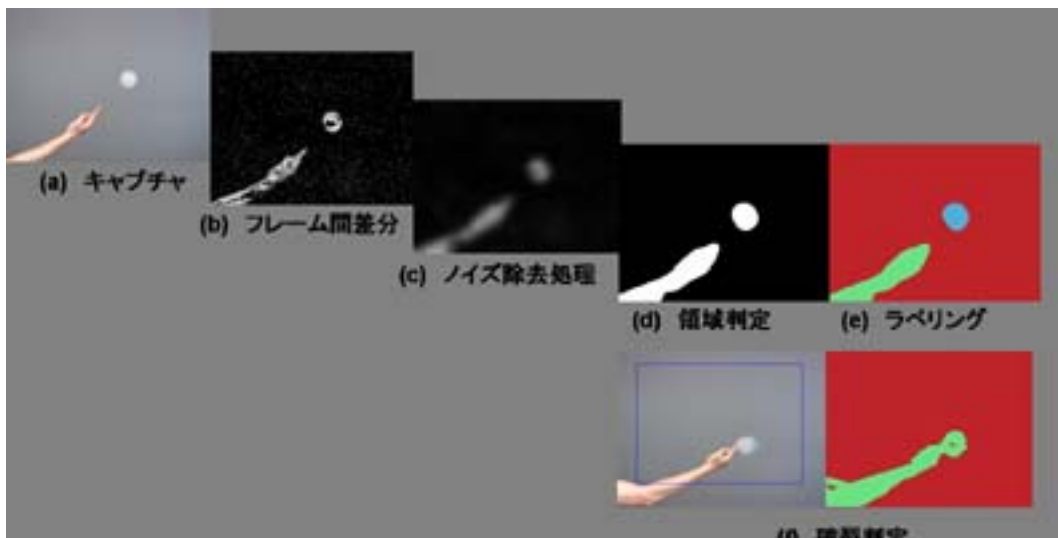 (a) キャプチャ
(b) フレーム間差分
(c) ノイズ除去処理
(d) 領域判定
(e) ラベリング